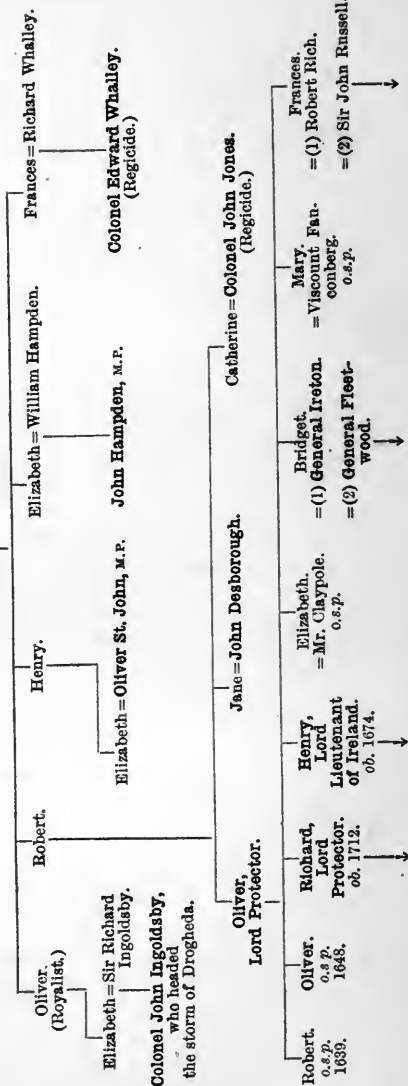 Oliver.
(Royalist.)
Robert.
Henry.
Elizabeth=William Hampden.
Frances=Richard Whalley.
Elizabeth=Sir Richard
Ingoldsby.
Elizabeth=Oliver St. John, M.P.
John Hampden, M.P.
Colonel Edward Whalley.
(Regicide.)
Colonel John Ingoldsby,
who headed
the storm of Drogheda.
Oliver,
Lord Protector.
Jane=John Desborough.
Catherine=Colonel John Jones.
(Regicide.)
Robert.
o.s.p.
1639.
Oliver.
o.s p.
1648.
Richard,
Lord
Protector.
ob. 1712.
Henry,
Lord
Lieutenant
of Ireland.
ob. 1674.
Elizabeth.
=Mr. Claypole.
o.s.p.
Bridget.
=(1) General Ireton.
=(2) General Fleet-
wood.
Mary.
=Viscount Fau-
conberg.
o.s.p.
Frances.
=(1) Robert Rich.
=(2) Sir John Russell.